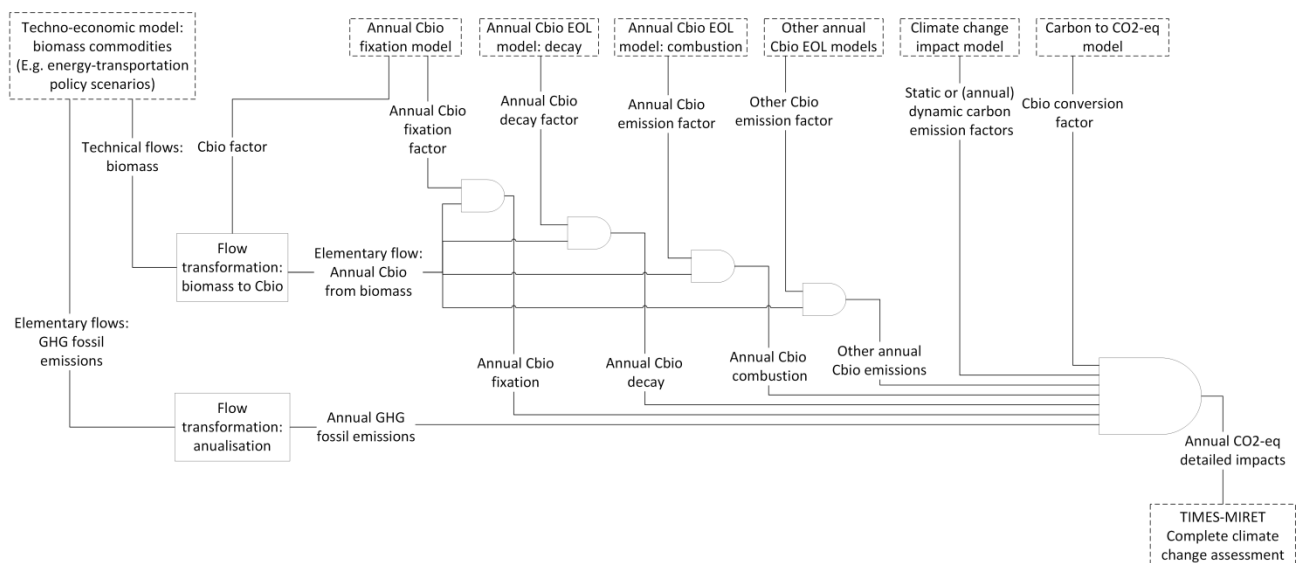 Techno-economic model:
biomass commodities
(E.g. energy-transportation
policy scenarios)
Annual Cbio
fixation model
Annual Cbio EOL
model: decay
Annual Cbio EOL
model: combustion
Other annual
Cbio EOL models
Climate change
impact model
Carbon to CO2-eq
model
Technical flows:
biomass
Cbio factor
Annual Cbio
fixation
factor
Annual Cbio
decay factor
Annual Cbio
emission factor
Other Cbio
emission factor
Static or (annual)
dynamic carbon
emission factors
Cbio conversion
factor
Flow
transformation:
biomass to Cbio
Elementary flow:
Annual Cbio
from biomass
Elementary flows:
GHG fossil
emissions
Annual Cbio
fixation
Annual Cbio
decay
Annual Cbio
combustion
Other annual
Cbio emissions
Flow
transformation:
anualisation
Annual GHG
fossil emissions
Annual CO2-eq
detailed impacts
TIMES-MIRET
Complete climate
change assessment